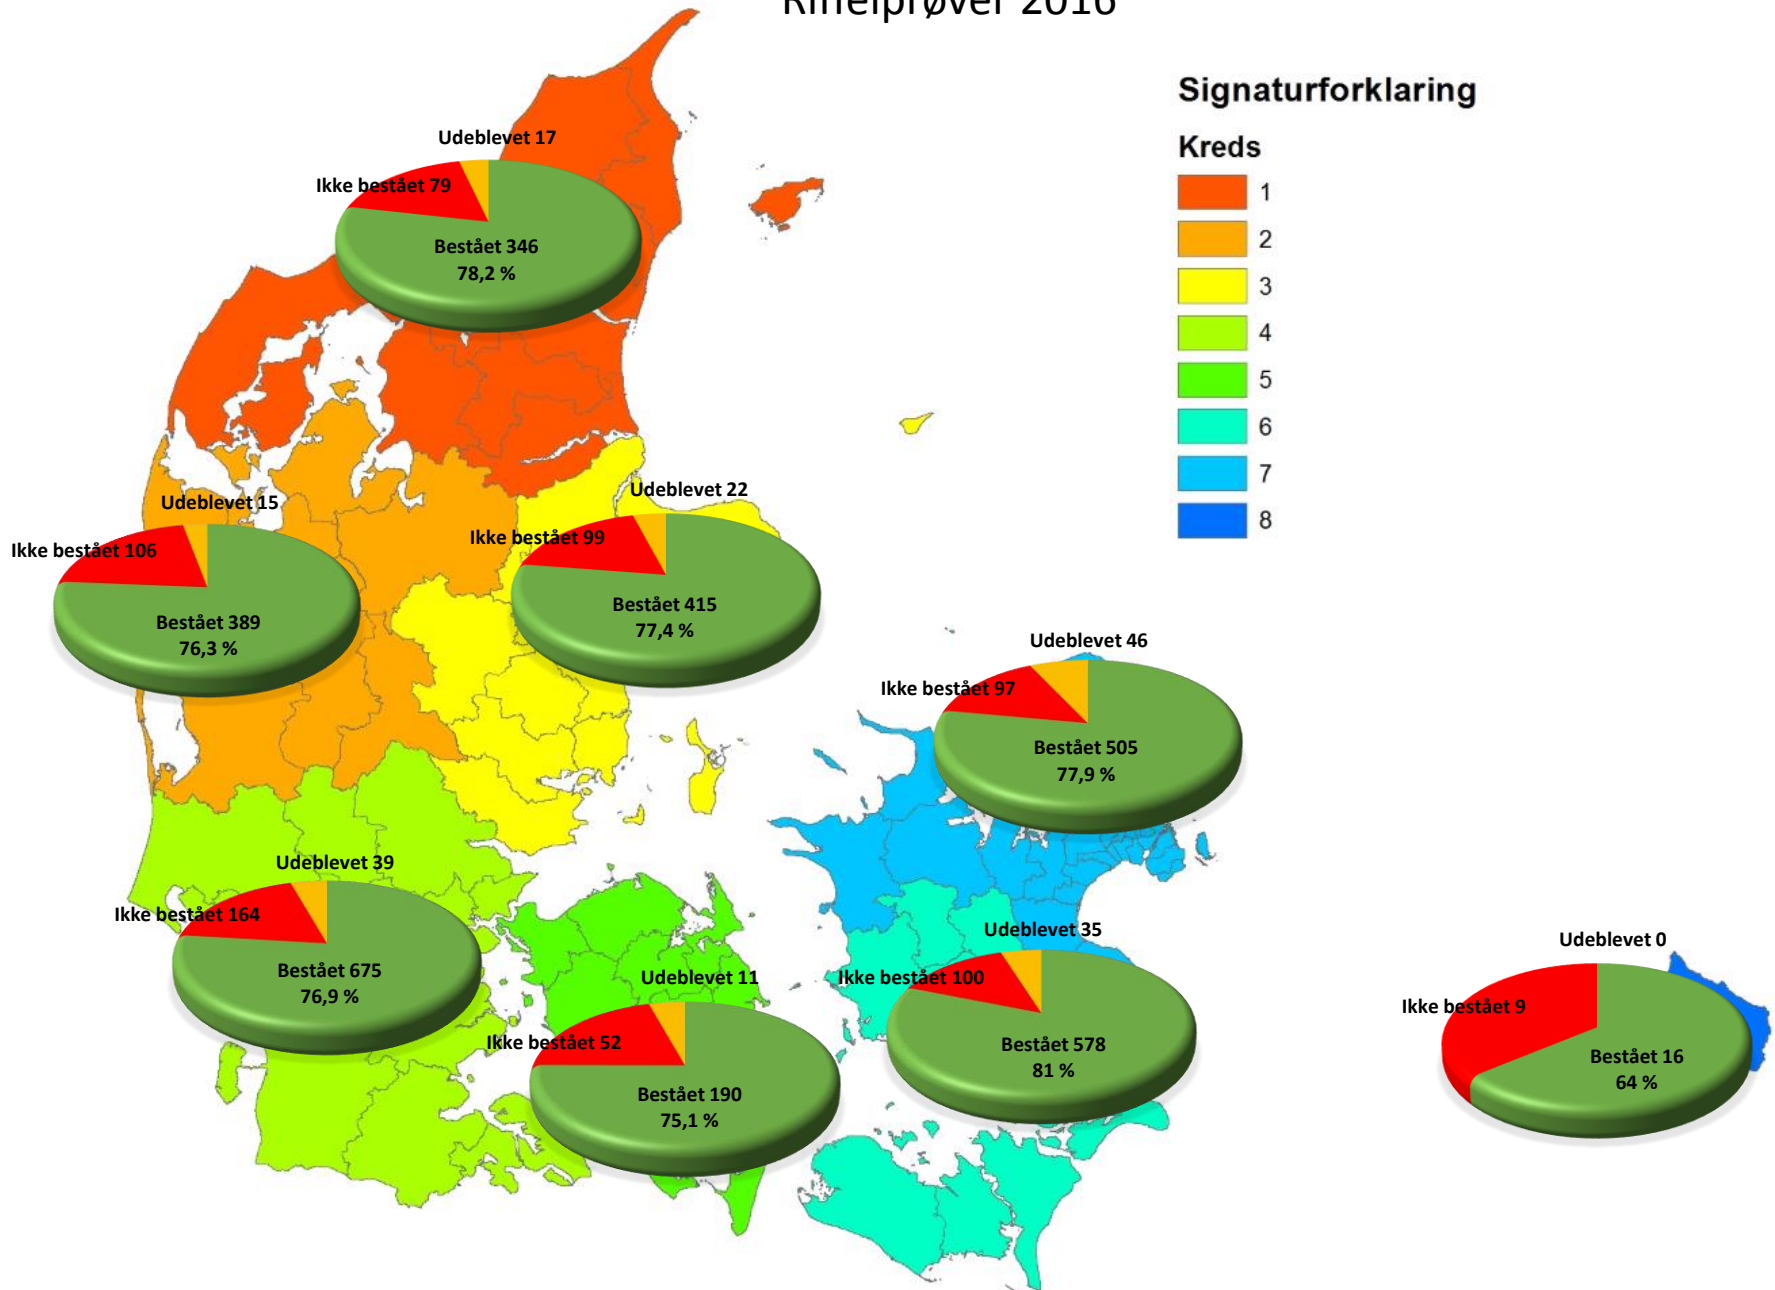 Riffelprøver 2016
Signaturforklaring
Kreds
1
2
3
4
5
6
7
8
Udeblevet 17
Ikke bestået 79
Bestået 346
78,2 %
Udeblevet 15
Ikke bestået 106
Bestået 389
76,3 %
Udeblevet 22
Ikke bestået 99
Bestået 415
77,4 %
Udeblevet 46
Ikke bestået 97
Bestået 505
77,9 %
Udeblevet 39
Ikke bestået 164
Bestået 675
76,9 %
Udeblevet 11
Ikke bestået 52
Bestået 190
75,1 %
Udeblevet 35
Ikke bestået 100
Bestået 578
81 %
Udeblevet 0
Ikke bestået 9
Bestået 16
64 %